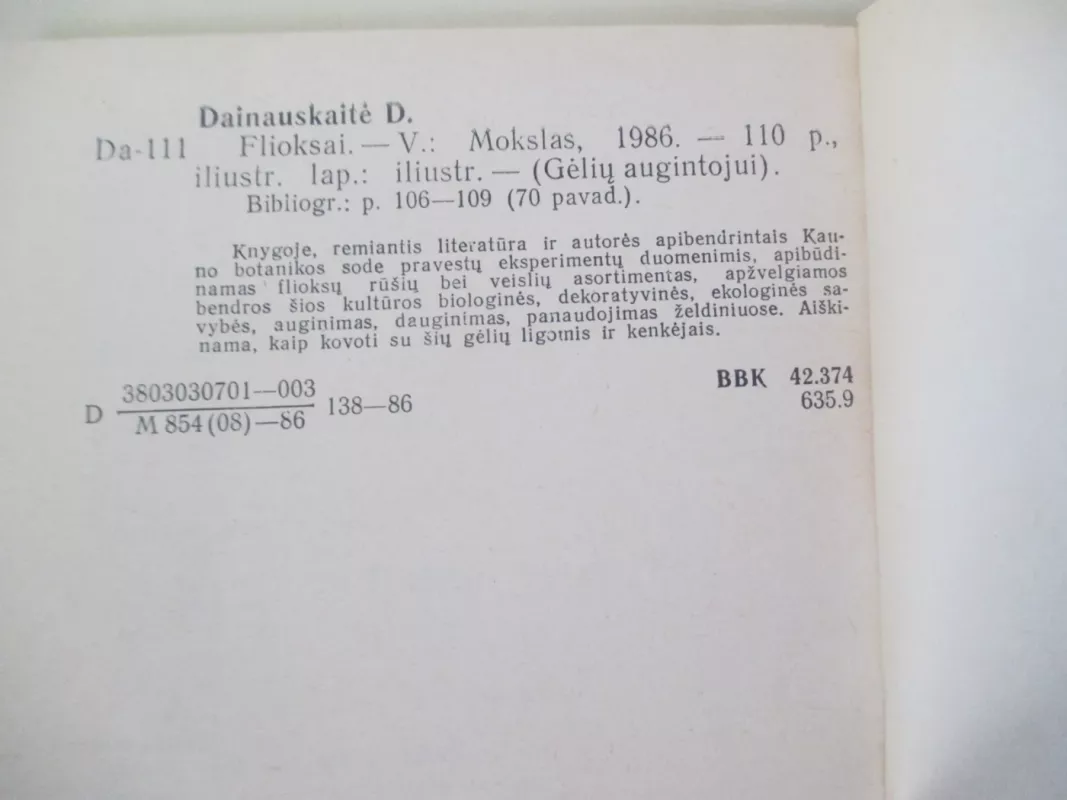 Dainauskaitė D.
Da-111 Flioksai. — V.: Mokslas, 1986. — 110 p.,
iliustr. lap.: iliustr. — (Gėlių augintojui).
Bibliogr.: p. 106—109 (70 pavad.).
Knygoje, remiantis literatūra ir autorės apibendrintais Kau-
no botanikos sode pravestų eksperimentų duomenimis, apibūdi-
namas flioksų rūšių bei veislių asortimentas, apžvelgiamos
bendros šios kultūros biologinės, dekoratyvinės, ekologinės sa-
vybės, auginimas, dauginimas, panaudojimas želdiniuose. Aiški-
nama, kaip kovoti su šių gėlių ligomis ir kenkėjais.
D 3803030701—003 138—86
M 854(08)—86
BBK 42.374
635.9